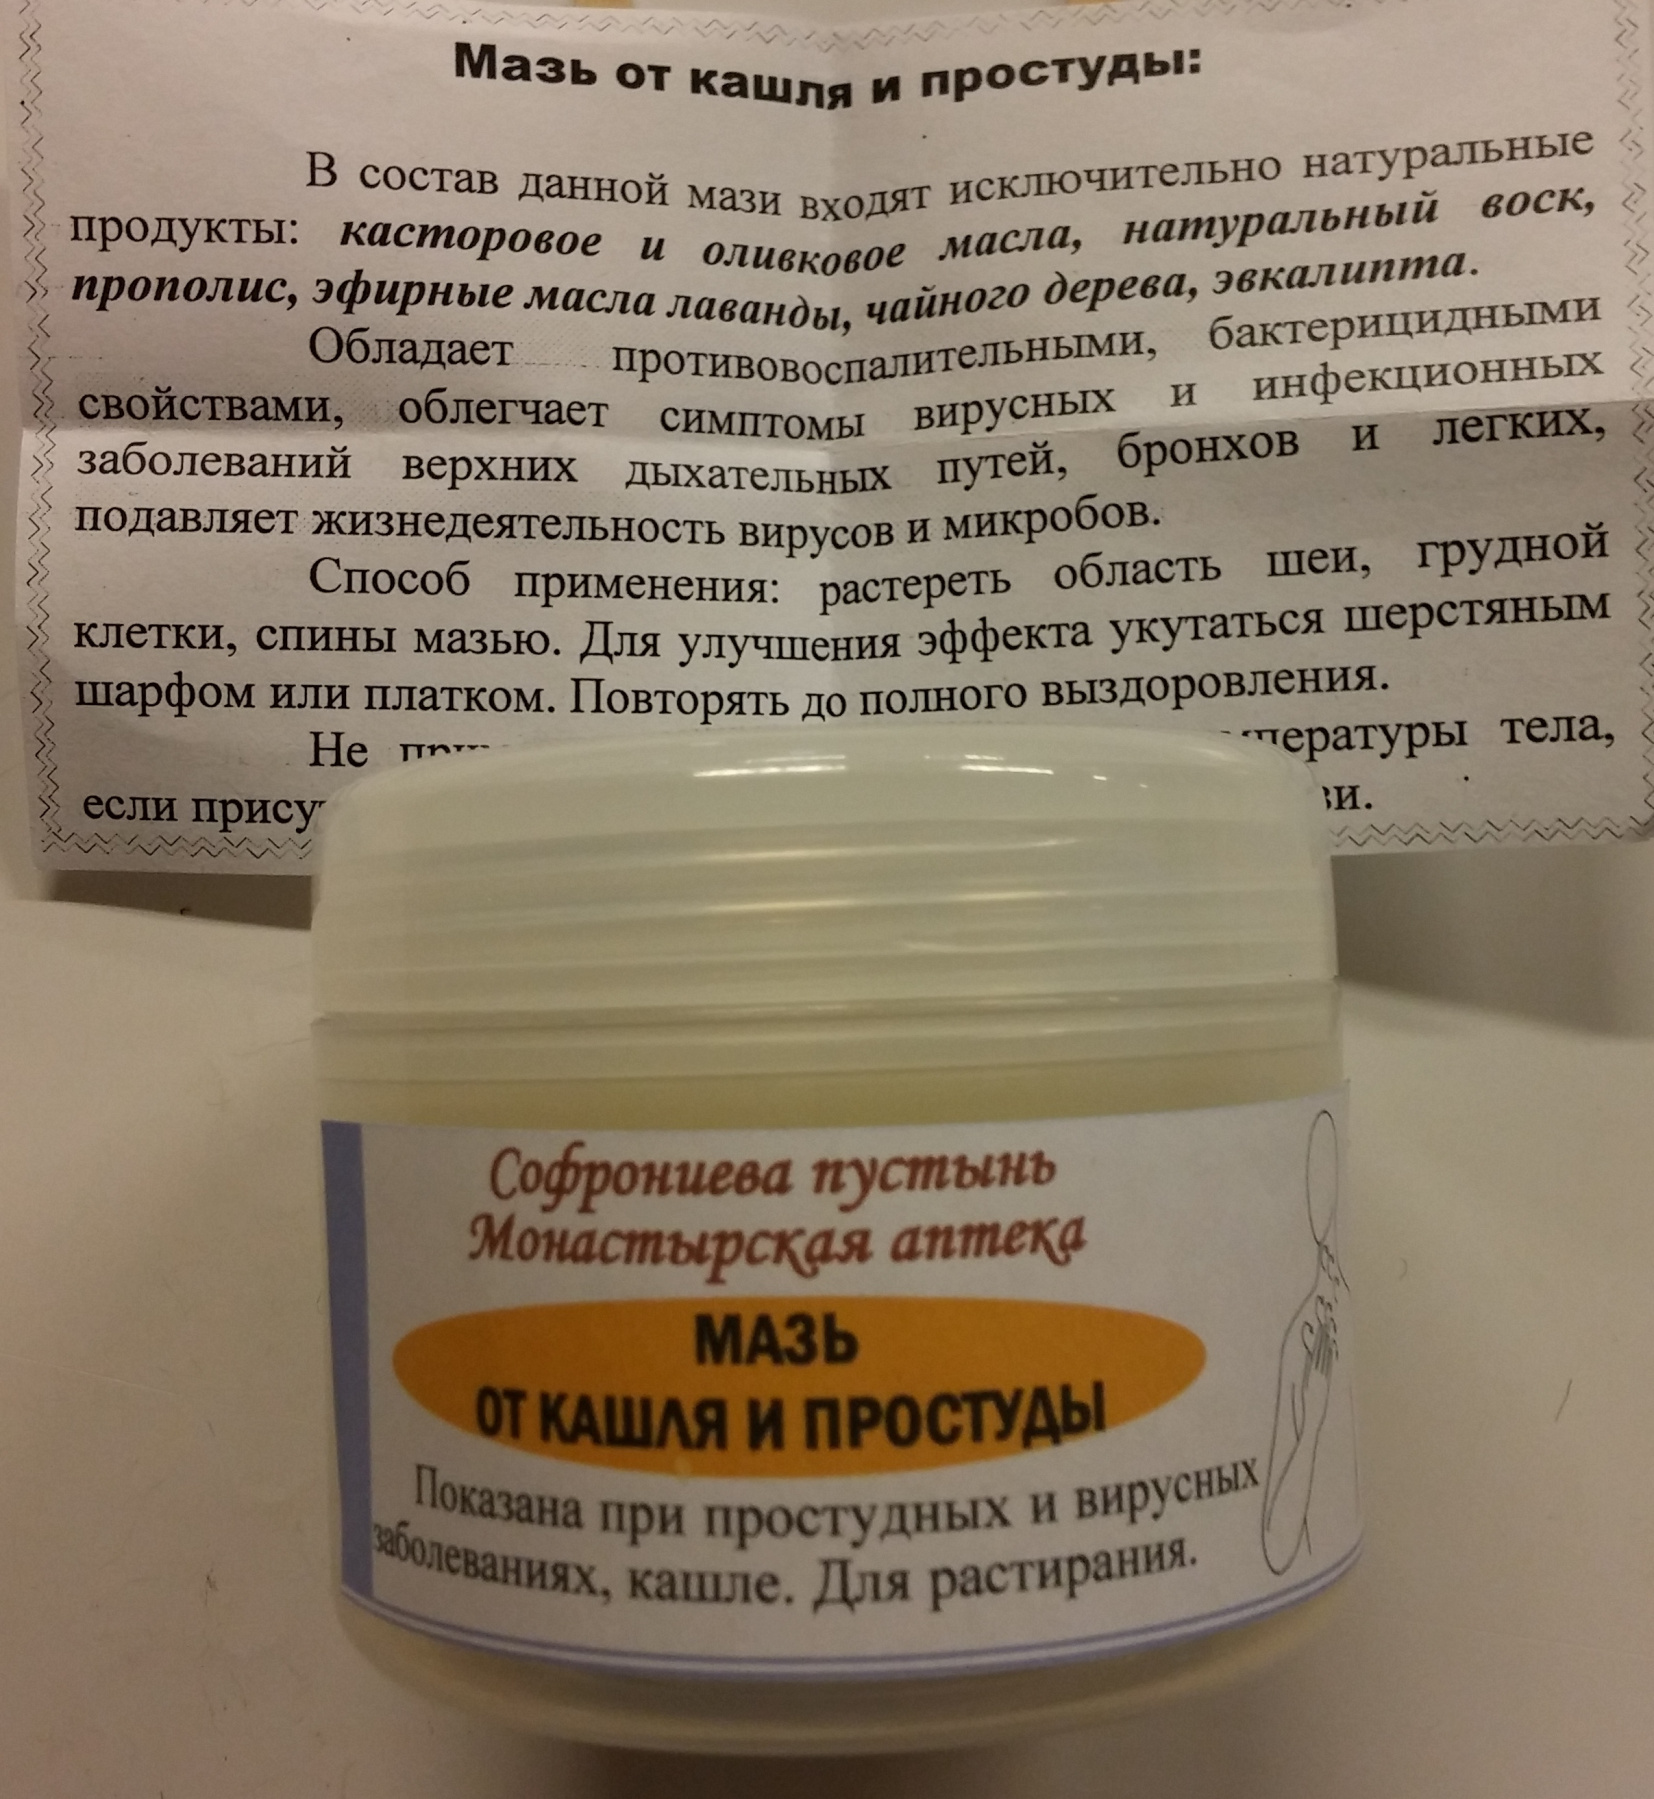 Мазь от кашля и простуды:
В состав данной мази входят исключительно натуральные
продукты: касторовое и оливковое масла, натуральный воск,
прополис, эфирные масла лаванды, чайного дерева, эвкалипта.
Обладает противовоспалительными, бактерицидными
свойствами, облегчает симптомы вирусных и инфекционных
заболеваний верхних дыхательных путей, бронхов и легких,
подавляет жизнедеятельность вирусов и микробов.
Способ применения: растереть область шеи, грудной
клетки, спины мазью. Для улучшения эффекта укутаться шерстяным
шарфом или платком. Повторять до полного выздоровления.
Не тела,
если
Софрониева пустынь
Монастырская аптека
МАЗЬ
ОТ КАШЛЯ И ПРОСТУДЫ
Показана при простудных и вирусных
заболеваниях, кашле. Для растирания.